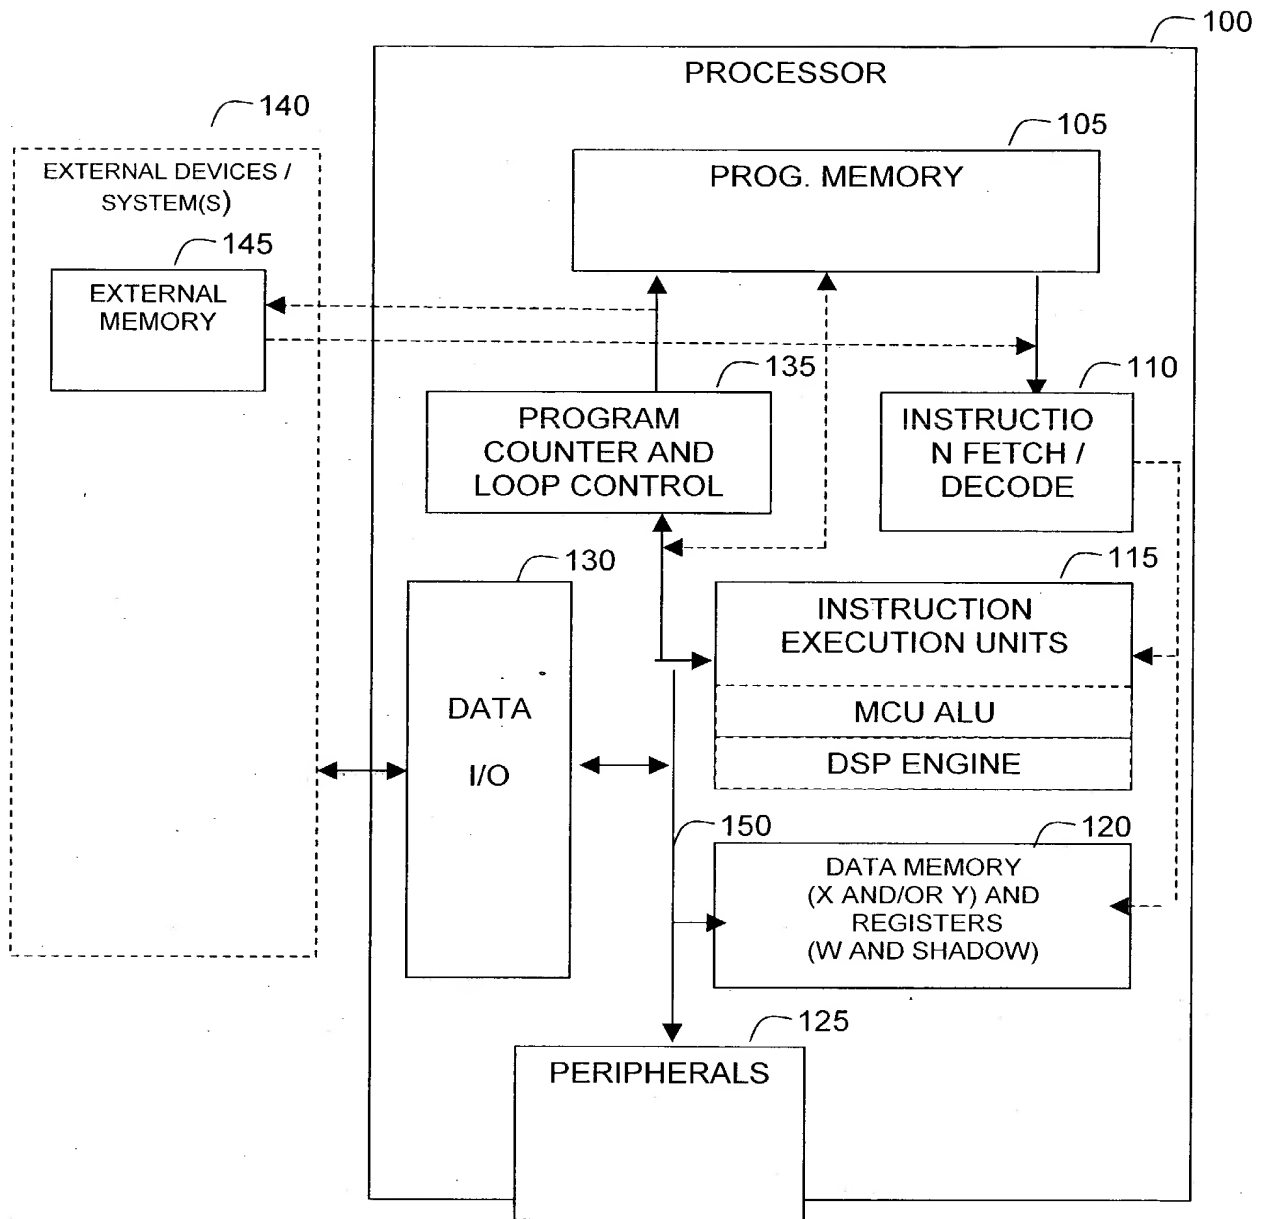 100
PROCESSOR
140
105
EXTERNAL DEVICES /
SYSTEM(S)
PROG. MEMORY
145
EXTERNAL
MEMORY
135
110
PROGRAM
COUNTER AND
LOOP CONTROL
INSTRUCTIO
N FETCH /
DECODE
130
115
INSTRUCTION
EXECUTION UNITS
DATA
I/O
MCU ALU
DSP ENGINE
150
120
DATA MEMORY
(X AND/OR Y) AND
REGISTERS
(W AND SHADOW)
125
PERIPHERALS